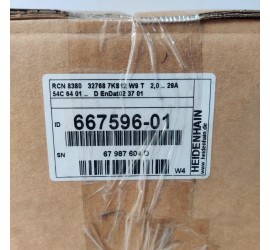 RCN 8380 32768 7KS12 W9 T 2,0 .. 29A
54C 64 01 .. D EnDat02 37 01
ID 667596-01
SN 67 987 604 D
W4
HEIDENHAIN
www.heidenhain.de